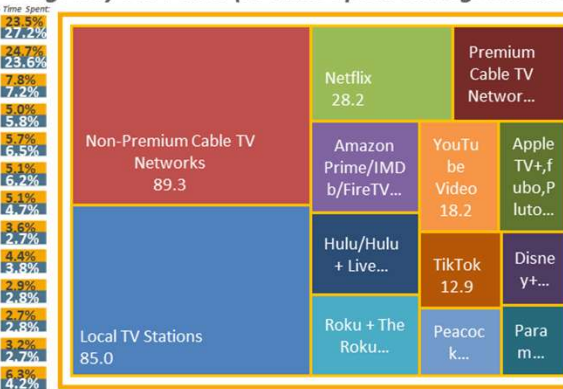 Time Spent:
23.5%
27.2%
24.7%
23.6%
7.8%
7.2%
5.0%
5.8%
5.7%
6.5%
5.1%
6.2%
5.1%
4.7%
3.6%
2.7%
4.4%
3.8%
2.9%
2.8%
2.7%
2.8%
3.2%
2.7%
6.3%
4.2%
Non-Premium Cable TV
Networks
89.3
Local TV Stations
85.0
Netflix
28.2
Premium
Cable TV
Networ...
Amazon
Prime/IMD
b/FireTV...
YouTu
be
Video
18.2
Apple
TV+,f
ubo,P
luto...
Hulu/Hulu
+ Live...
TikTok
12.9
Disne
y+...
Roku + The
Roku...
Peacoc
k...
Para
m...